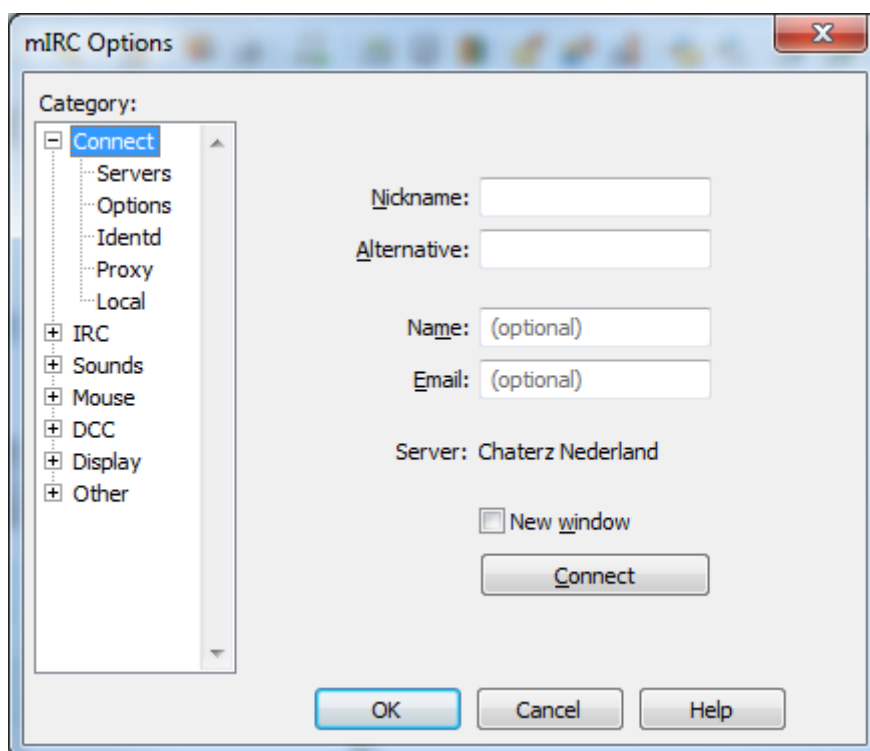 mIRC Options
Category:
Connect
Servers
Options
Identd
Proxy
Local
IRC
Sounds
Mouse
DCC
Display
Other
Nickname:
Alternative:
Name: (optional)
Email: (optional)
Server: Chaterz Nederland
New window
Connect
OK Cancel Help